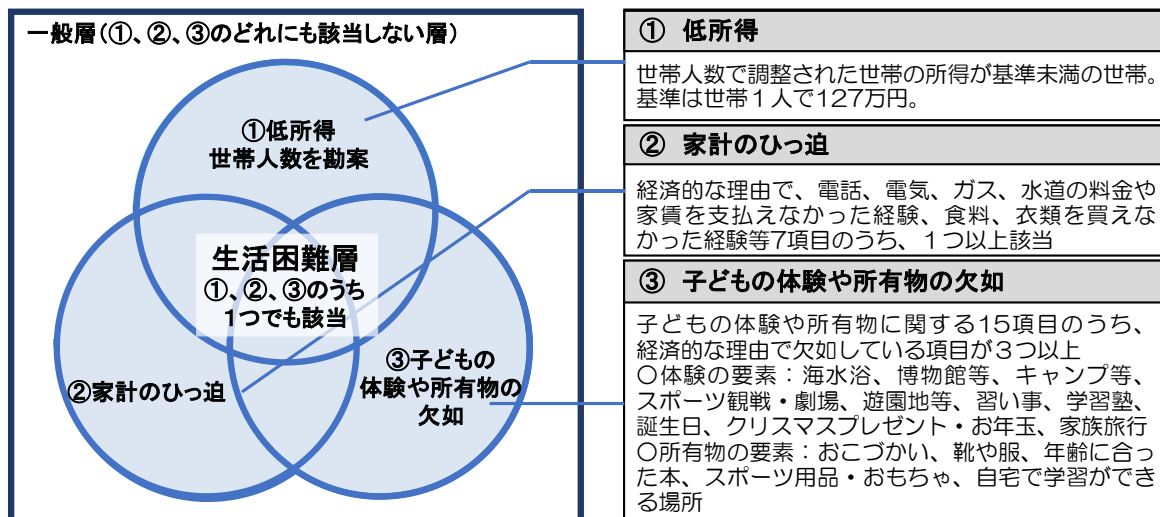 一般層(①、②、③のどれにも該当しない層)
①低所得
世帯人数を勘案
生活困難層
①、②、③のうち
1つでも該当
②家計のひっ迫
③子どもの
体験や所有物の
欠如
① 低所得
世帯人数で調整された世帯の所得が基準未満の世帯。
基準は世帯1人で127万円。
② 家計のひっ迫
経済的な理由で、電話、電気、ガス、水道の料金や
家賃を支払えなかった経験、食料、衣類を買えな
かった経験等7項目のうち、1つ以上該当
③ 子どもの体験や所有物の欠如
子どもの体験や所有物に関する15項目のうち、
経済的な理由で欠如している項目が3つ以上
○体験の要素:海水浴、博物館等、キャンプ等、
スポーツ観戦・劇場、遊園地等、習い事、学習塾、
誕生日、クリスマスプレゼント・お年玉、家族旅行
○所有物の要素:おこづかい、靴や服、年齢に合っ
た本、スポーツ用品・おもちゃ、自宅で学習ができ
る場所